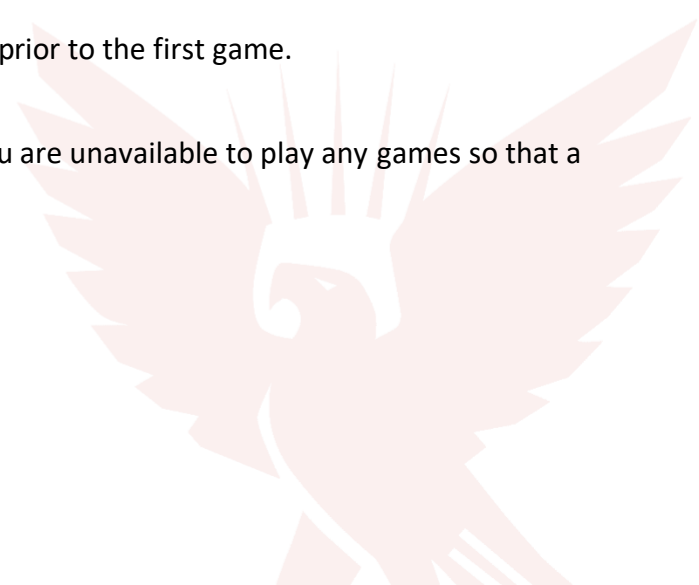 prior to the first game.
u are unavailable to play any games so that a